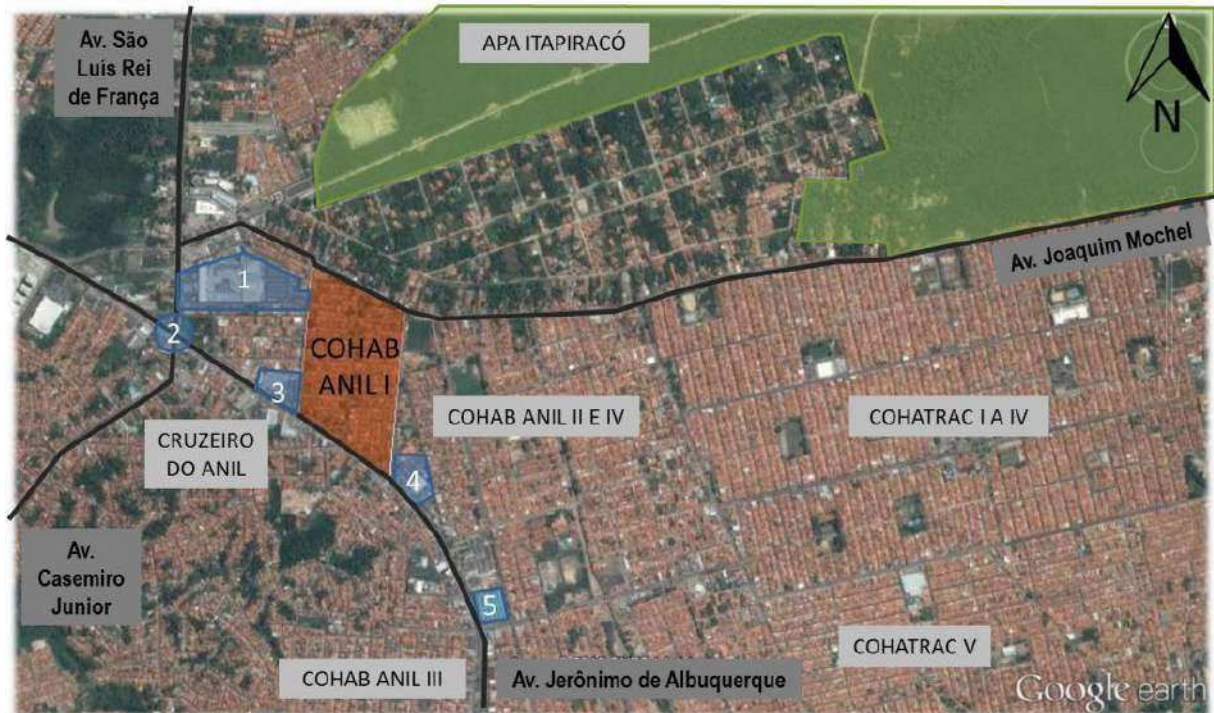 Av. São
Luís Rei
de França
APA ITAPIRACÓ
N
Av. Joaquim Mochel
1
2
COHAB
ANIL I
3
COHAB ANIL II E IV
COHATRAC I A IV
CRUZEIRO
DO ANIL
4
Av.
Casemiro
Junior
5
COHATRAC V
COHAB ANIL III
Av. Jerônimo de Albuquerque
Google earth